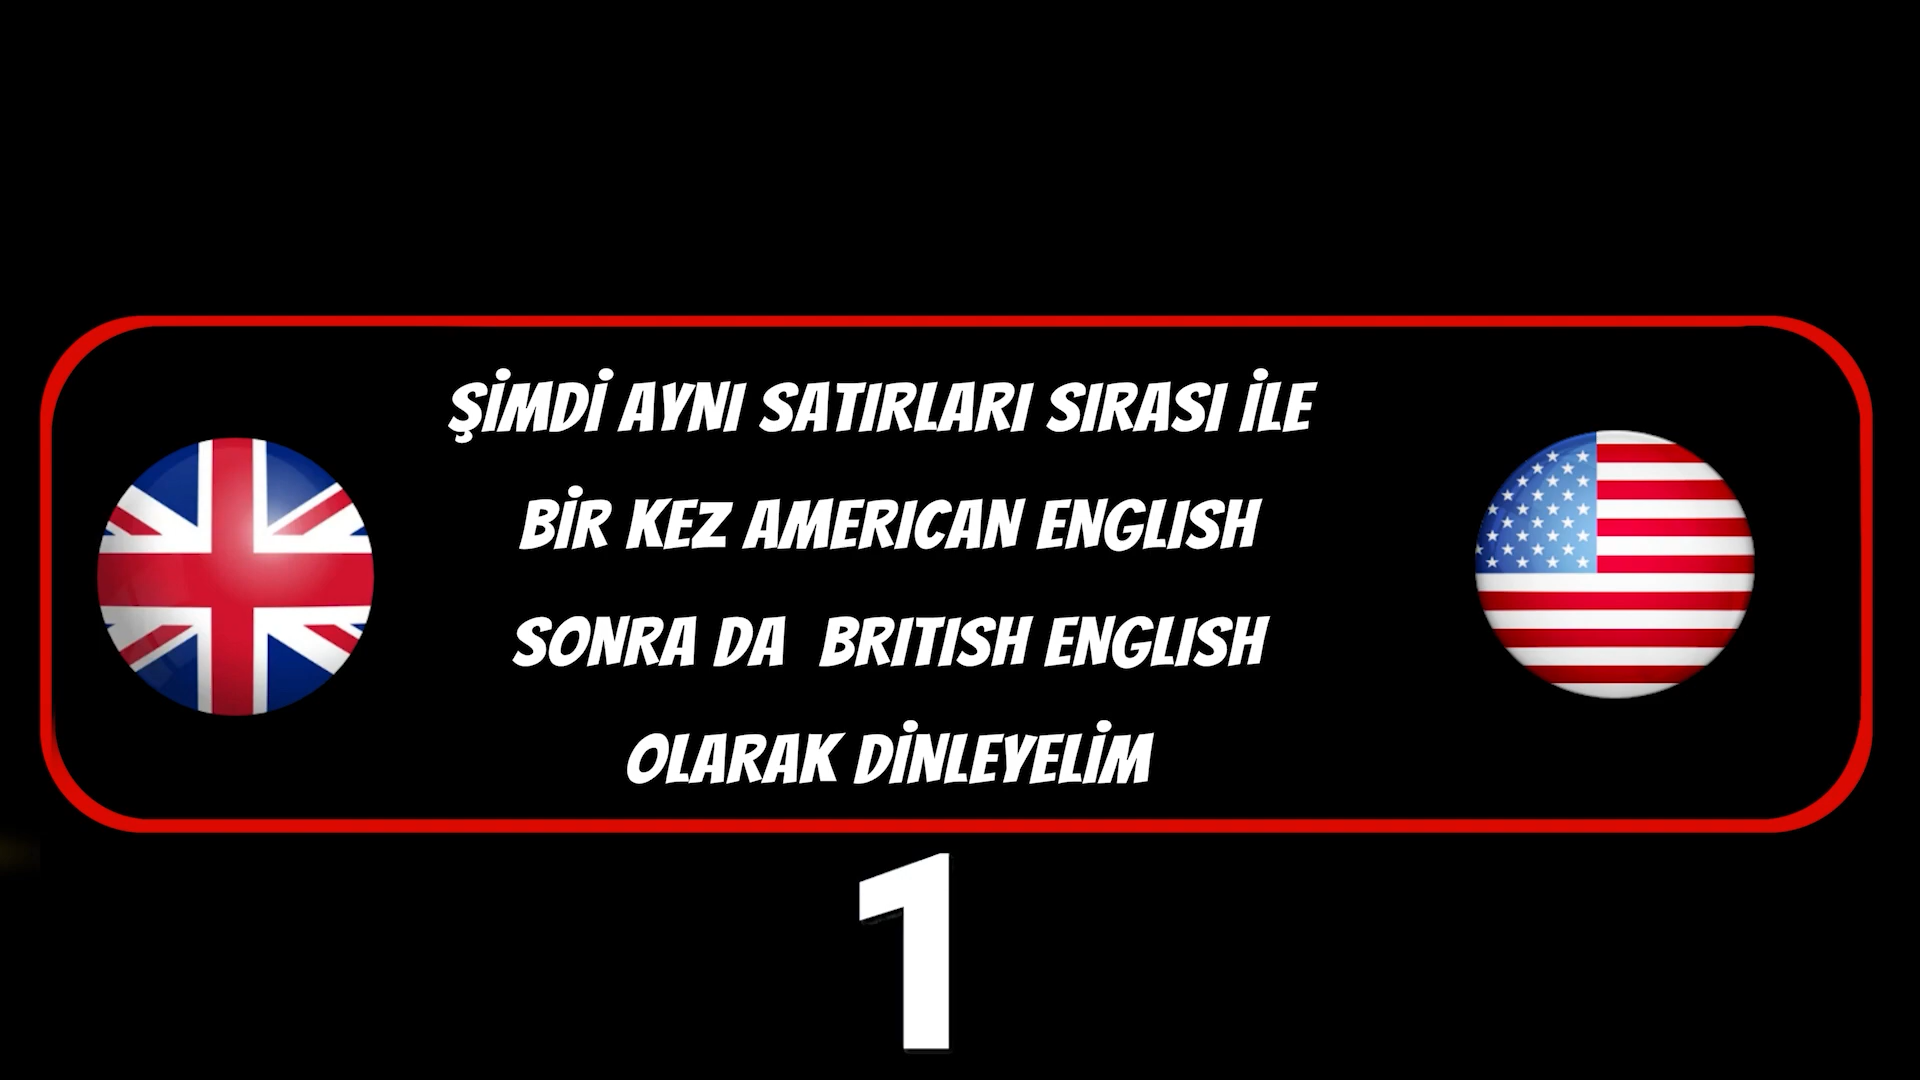 ŞİMDİ AYNI SATIRLARI SIRASI İLE
BİR KEZ AMERICAN ENGLISH
SONRA DA BRITISH ENGLISH
OLARAK DİNLEYELİM
1